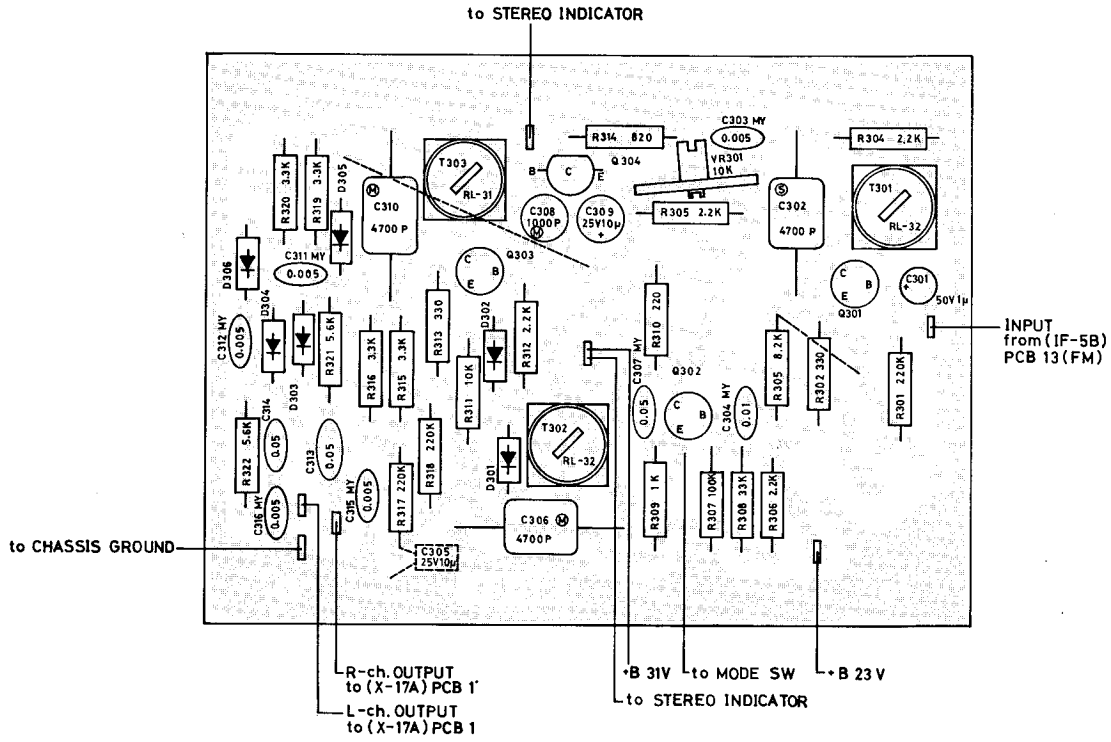 to STEREO INDICATOR
C303 MY
0.005
R314 820
R304 2.2K
Q304
B C E
VR301
10K
T303
RL-31
T301
RL-32
R320 3.3K
R319 3.3K
D305
M
C310
4700P
C308
1000P
M
C309
25V10μ
+
R305 2.2K
S
C302
4700P
Q303
C B E
C B E
Q301
C301
+
50V1μ
D306
C311 MY
0.005
D304
C312 MY
0.005
D303
R321 5.6K
R316 3.3K
R315 3.3K
R313 330
R311 10K
D302
R312 2.2K
R310 220
C307 MY
0.05
Q302
C B E
C304 MY
0.01
R305 8.2K
R302 330
R301 220K
INPUT
from (IF-5B)
PCB 13 (FM)
C314
0.05
R322 5.6K
C313
0.05
C316 MY
0.005
C315 MY
0.005
R317 220K
R318 220K
D301
T302
RL-32
C306 M
4700P
R309 1K
R307 100K
R308 33K
R306 2.2K
C305
25V10μ
to CHASSIS GROUND
R-ch. OUTPUT
to (X-17A) PCB 1
L-ch. OUTPUT
to (X-17A) PCB 1
+B 31V
to MODE SW
+B 23V
to STEREO INDICATOR